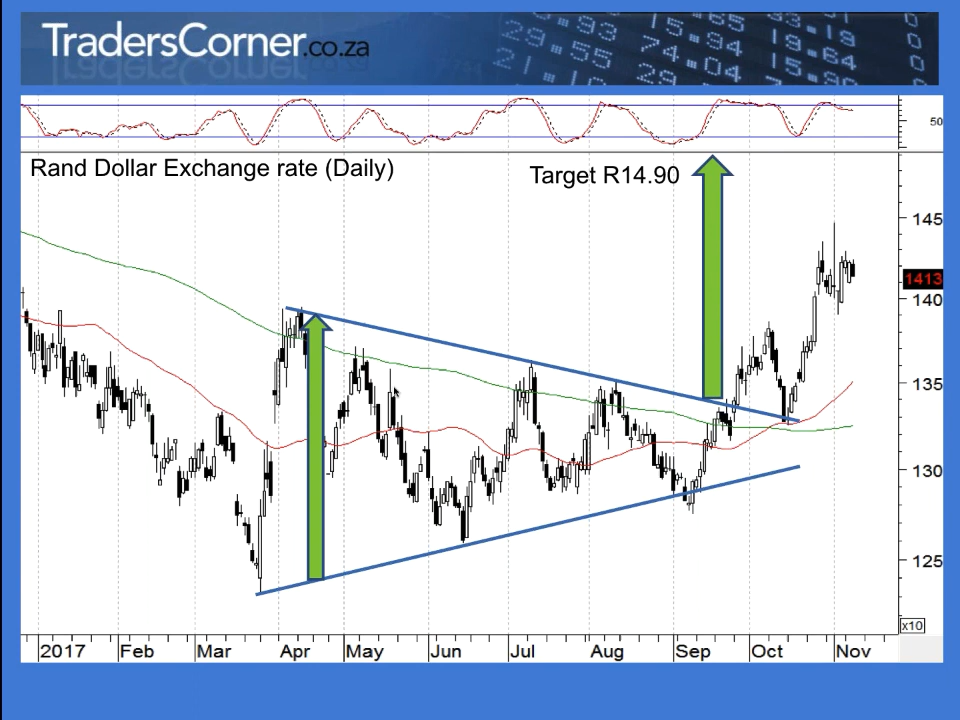 TradersCorner.co.za
50
Rand Dollar Exchange rate (Daily)
Target R14.90
145
1413
140
135
130
125
x10
2017 Feb Mar Apr May Jun Jul Aug Sep Oct Nov